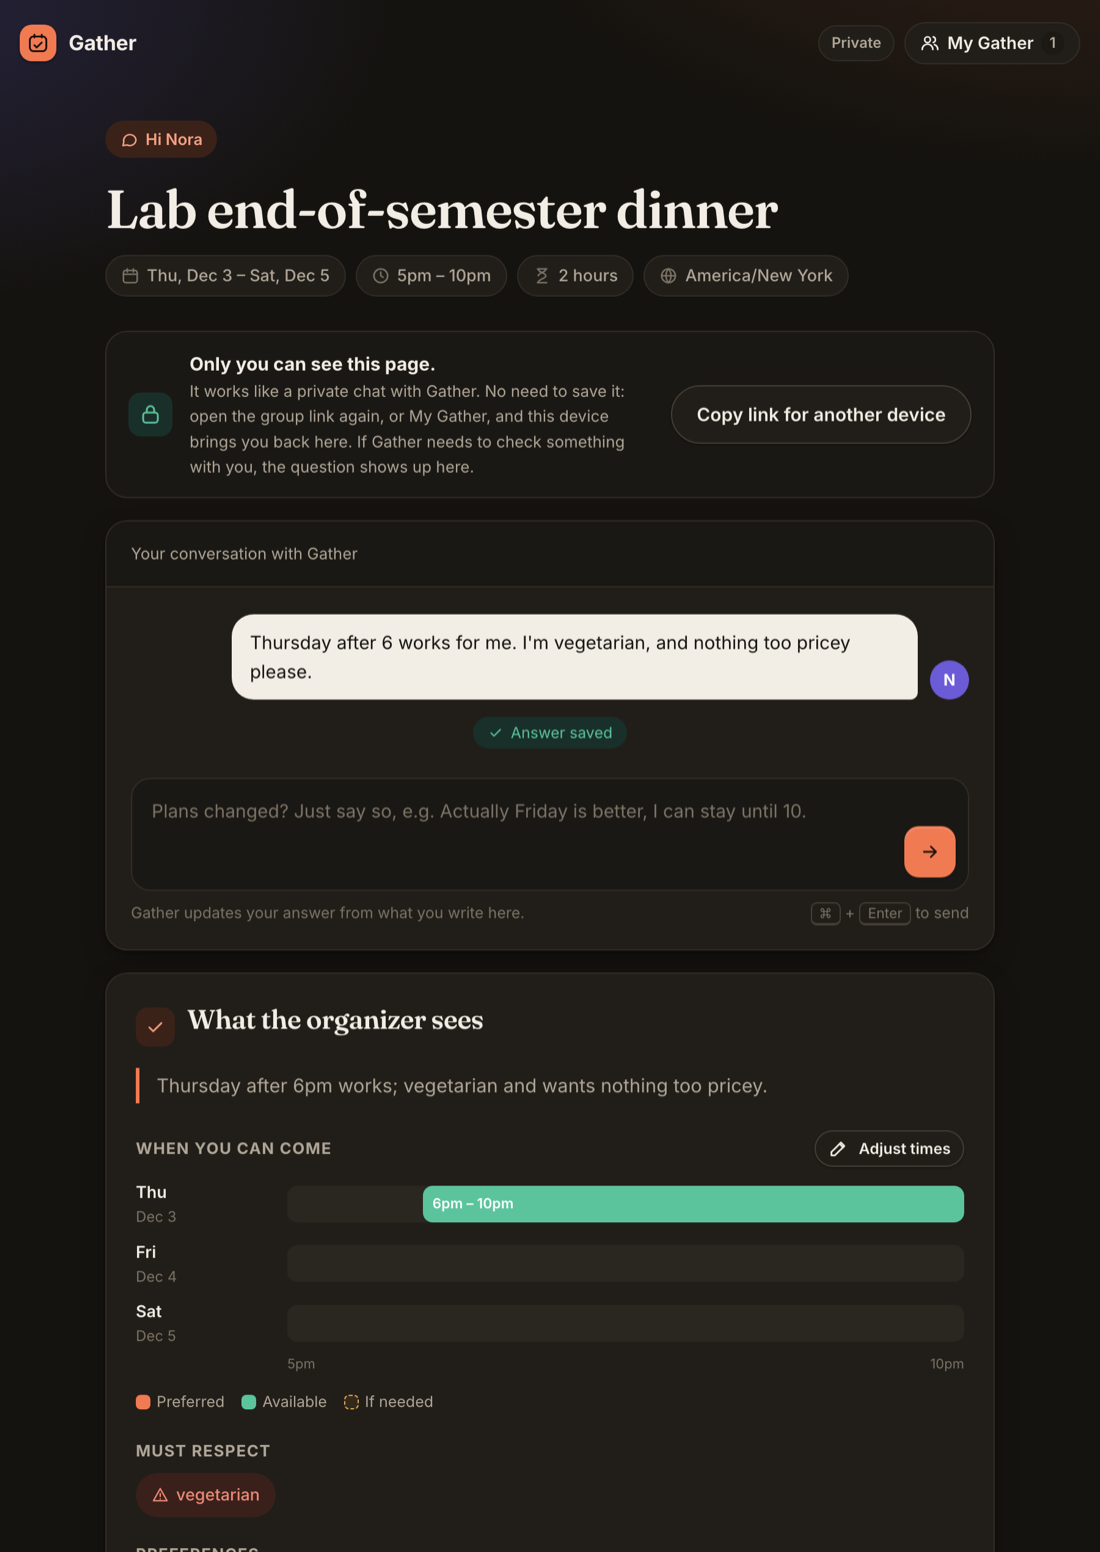 Gather
Private
My Gather 1
Hi Nora
Lab end-of-semester dinner
Thu, Dec 3 – Sat, Dec 5
5pm – 10pm
2 hours
America/New York
Only you can see this page.
It works like a private chat with Gather. No need to save it:
open the group link again, or My Gather, and this device
brings you back here. If Gather needs to check something
with you, the question shows up here.
Copy link for another device
Your conversation with Gather
Thursday after 6 works for me. I'm vegetarian, and nothing too pricey
please.
N
Answer saved
Plans changed? Just say so, e.g. Actually Friday is better, I can stay until 10.
Gather updates your answer from what you write here.
⌘ + Enter to send
What the organizer sees
Thursday after 6pm works; vegetarian and wants nothing too pricey.
WHEN YOU CAN COME
Adjust times
Thu
Dec 3
6pm – 10pm
Fri
Dec 4
Sat
Dec 5
5pm
10pm
Preferred
Available
If needed
MUST RESPECT
vegetarian
PREFERENCES